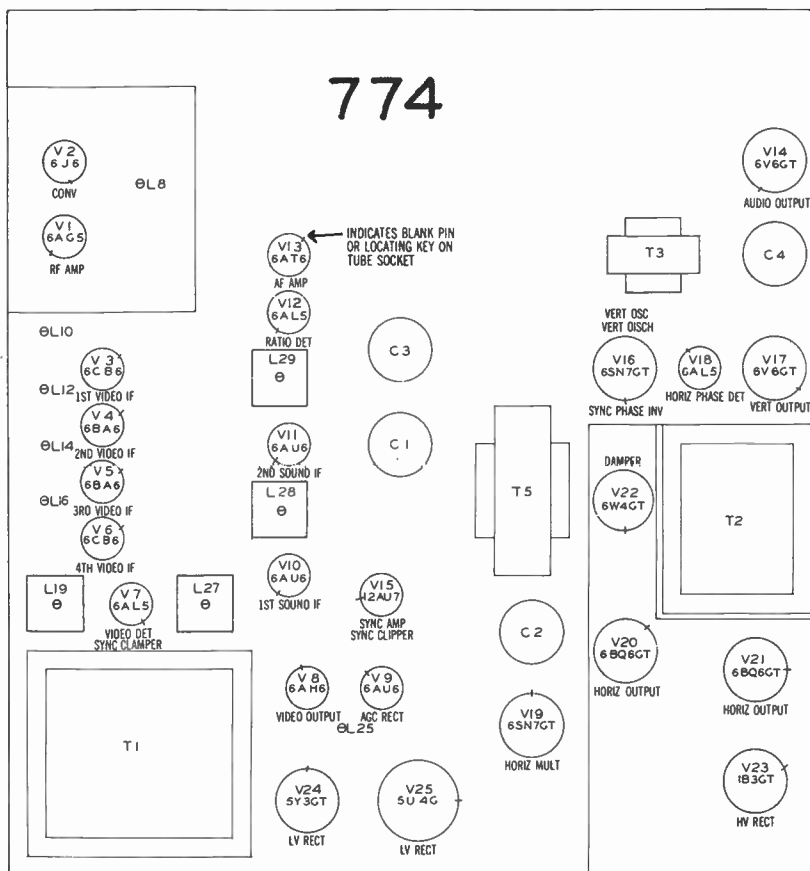 774
V2
6J6
CONV
ΘL8
V1
6AG5
RF AMP
V13
6AT6
AF AMP
INDICATES BLANK PIN
OR LOCATING KEY ON
TUBE SOCKET
V14
6V6GT
AUDIO OUTPUT
T3
C4
V12
6AL5
RATIO DET
ΘL10
VERT OSC
VERT DISCH
V3
6CB6
1ST VIDEO IF
L29
Θ
C3
V16
6SN7GT
SYNC PHASE INV
V18
6AL5
HORIZ PHASE DET
V17
6V6GT
VERT OUTPUT
ΘL12
V4
6BA6
2ND VIDEO IF
ΘL14
V11
6AU6
2ND SOUND IF
C1
V5
6BA6
3RD VIDEO IF
ΘL16
L28
Θ
T5
DAMPER
V22
6W4GT
T2
V6
6CB6
4TH VIDEO IF
L19
Θ
V7
6AL5
VIDEO DET
SYNC CLAMPER
L27
Θ
V10
6AU6
1ST SOUND IF
V15
12AU7
SYNC AMP
SYNC CLIPPER
C2
V20
6BQ6GT
HORIZ OUTPUT
V21
6BQ6GT
HORIZ OUTPUT
V8
6AH6
VIDEO OUTPUT
V9
6AU6
AGC RECT
ΘL25
V19
6SN7GT
HORIZ MULT
T1
V24
5Y3GT
LV RECT
V25
5U4G
LV RECT
V23
1B3GT
HV RECT